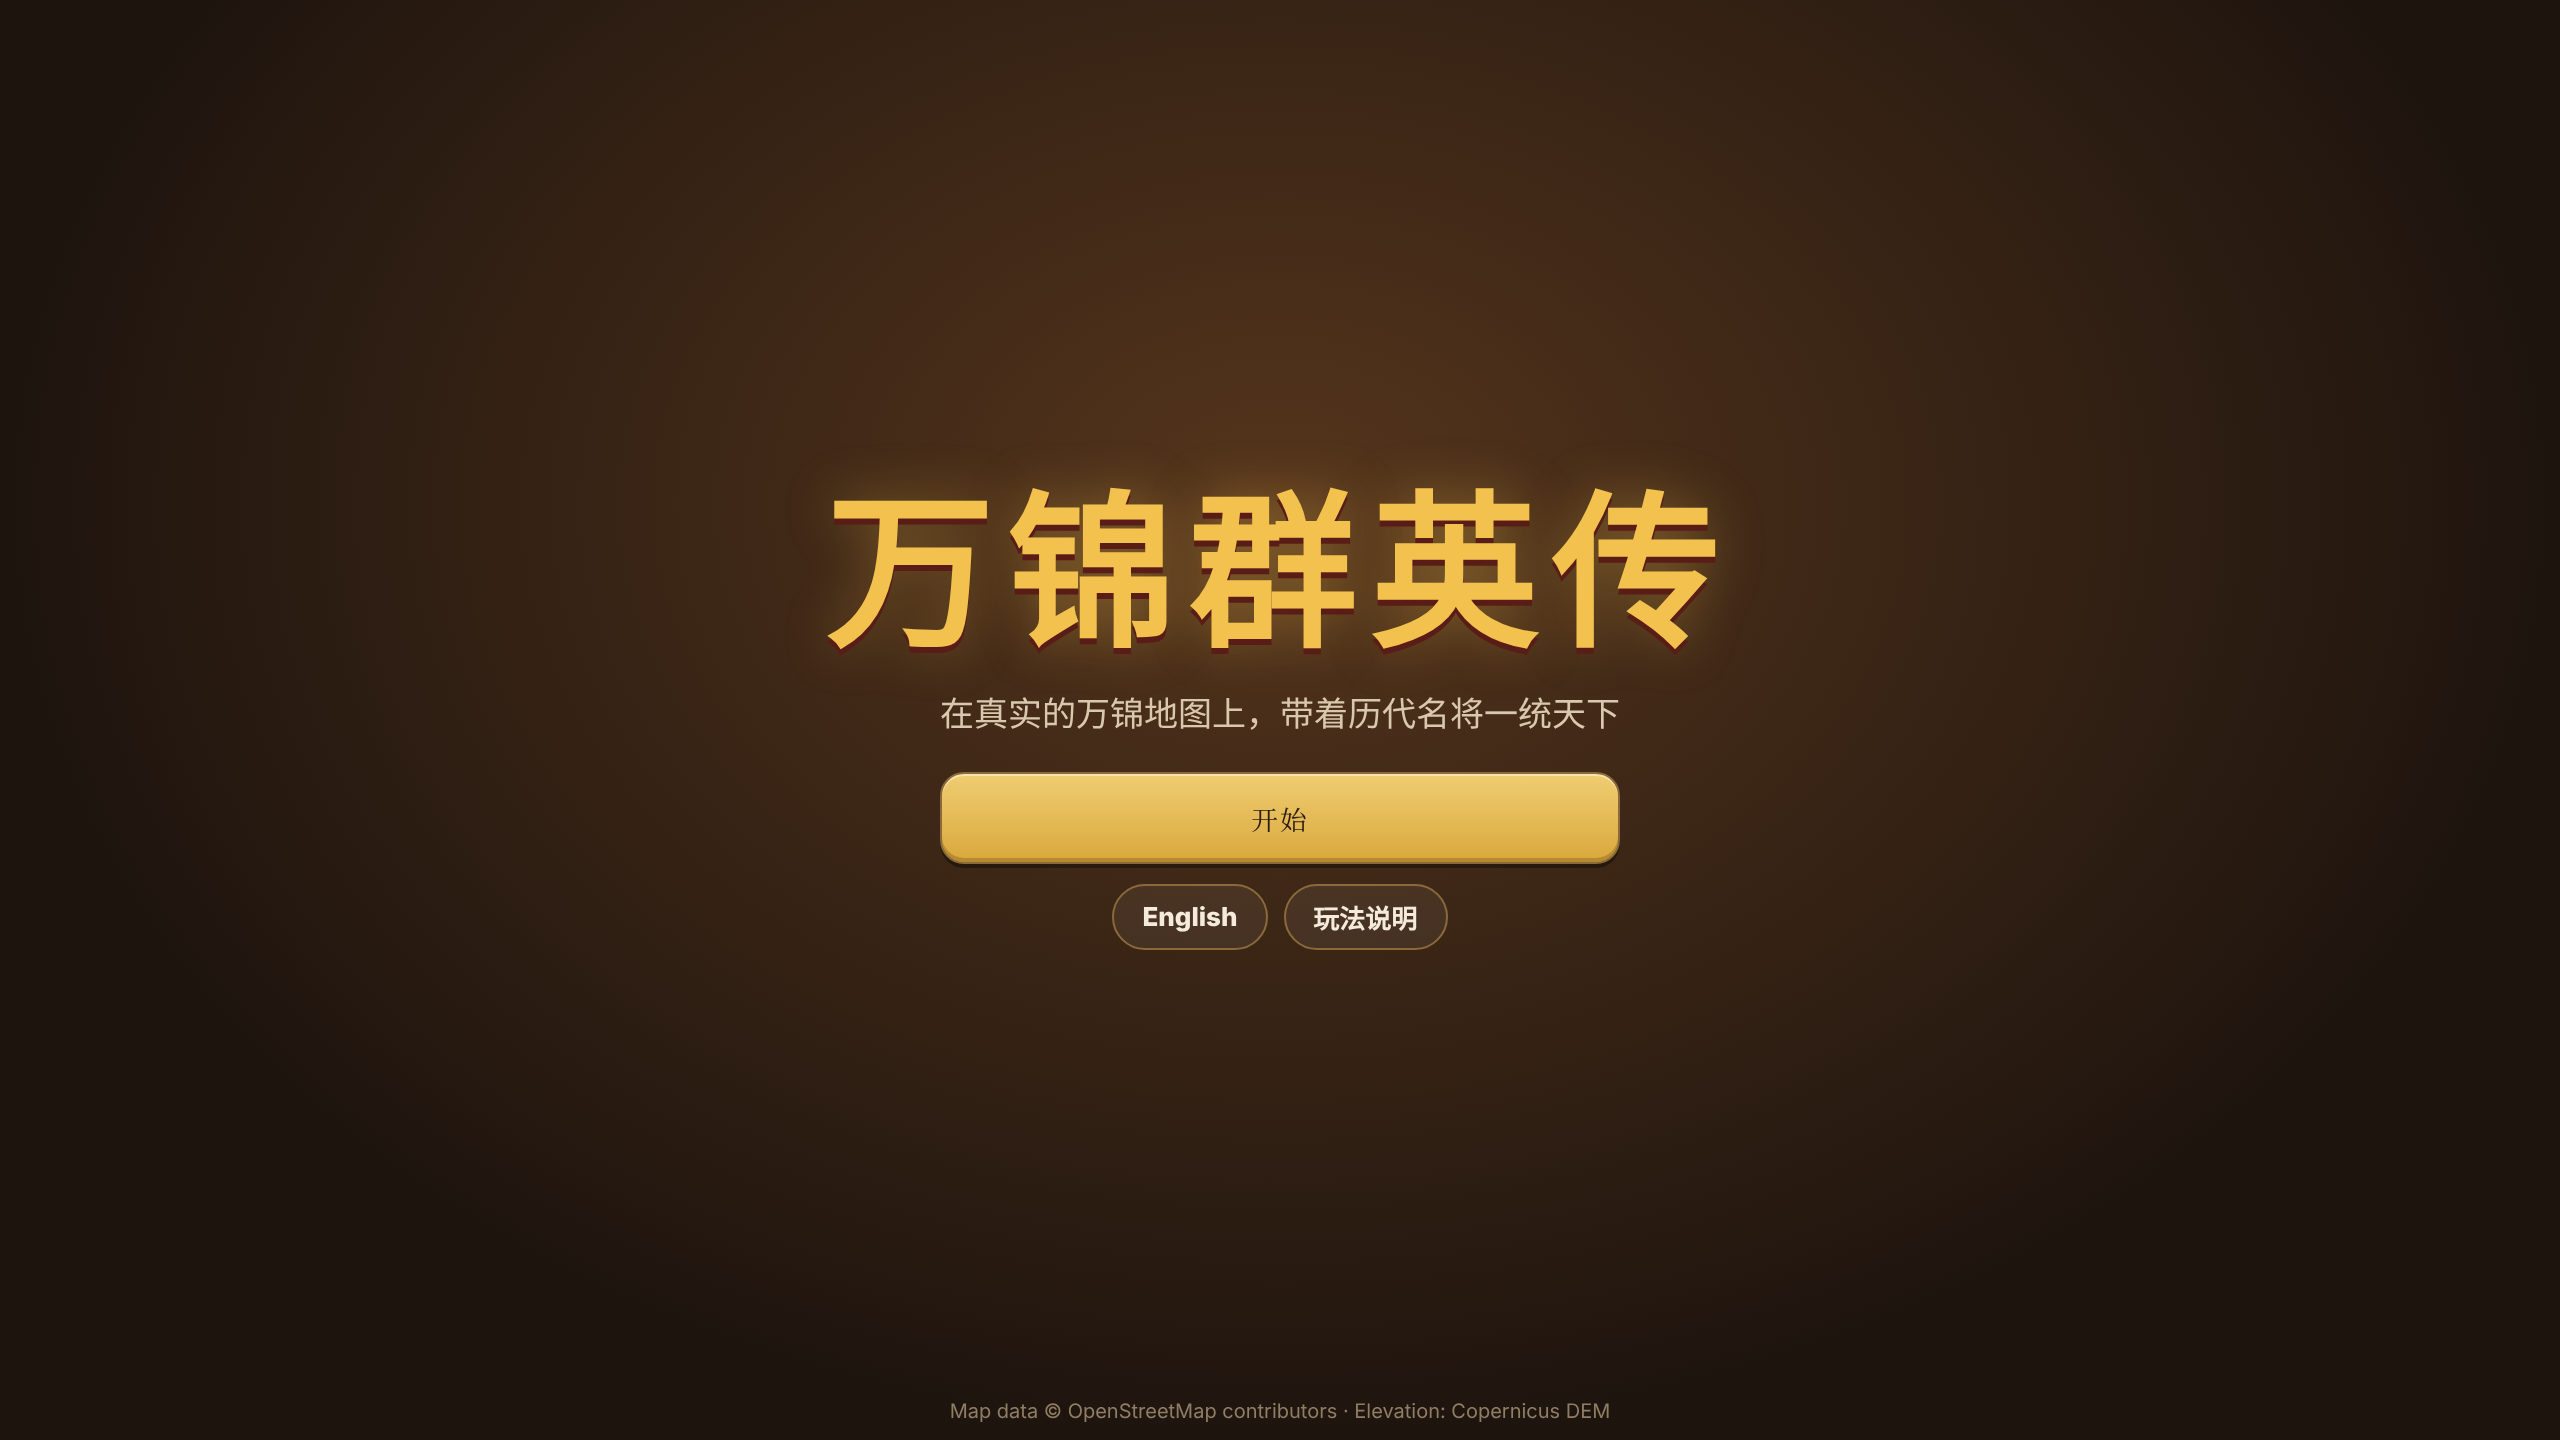 万锦群英传
在真实的万锦地图上，带着历代名将一统天下
开始
English 玩法说明
Map data © OpenStreetMap contributors · Elevation: Copernicus DEM